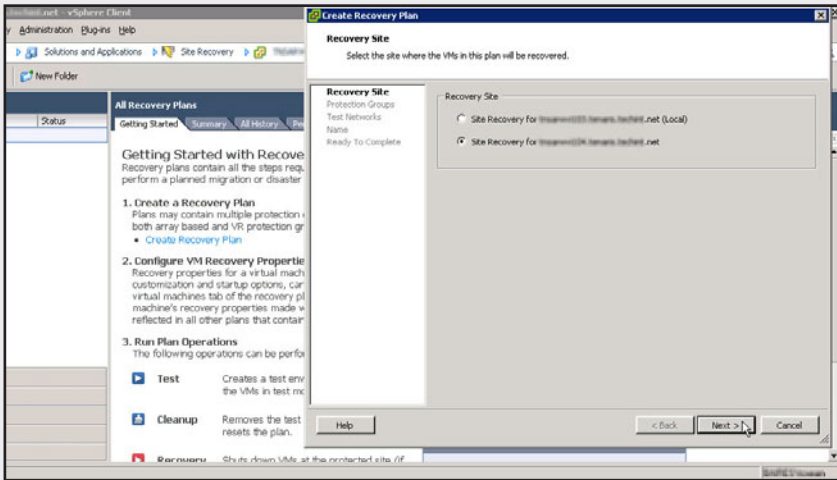 .net - vSphere Client
y Administration Plug-ins Help
Solutions and Applications Site Recovery
New Folder
Status
All Recovery Plans
Getting Started Summary All History Pe
Getting Started with Recove
Recovery plans contain all the steps requ
perform a planned migration or disaster
1. Create a Recovery Plan
Plans may contain multiple protection
both array based and VR protection gr
Create Recovery Plan
2. Configure VM Recovery Propertie
Recovery properties for a virtual mach
customization and startup options, car
virtual machines tab of the recovery pl
machine's recovery properties made w
reflected in all other plans that contain
3. Run Plan Operations
The following operations can be perfo
Test Creates a test env
the VMs in test mo
Cleanup Removes the test
resets the plan.
Recovery Shuts down VMs at the protected site (if
Create Recovery Plan
Recovery Site
Select the site where the VMs in this plan will be recovered.
Recovery Site
Protection Groups
Test Networks
Name
Ready To Complete
Recovery Site
Site Recovery for .net (Local)
Site Recovery for .net
Help
< Back Next > Cancel